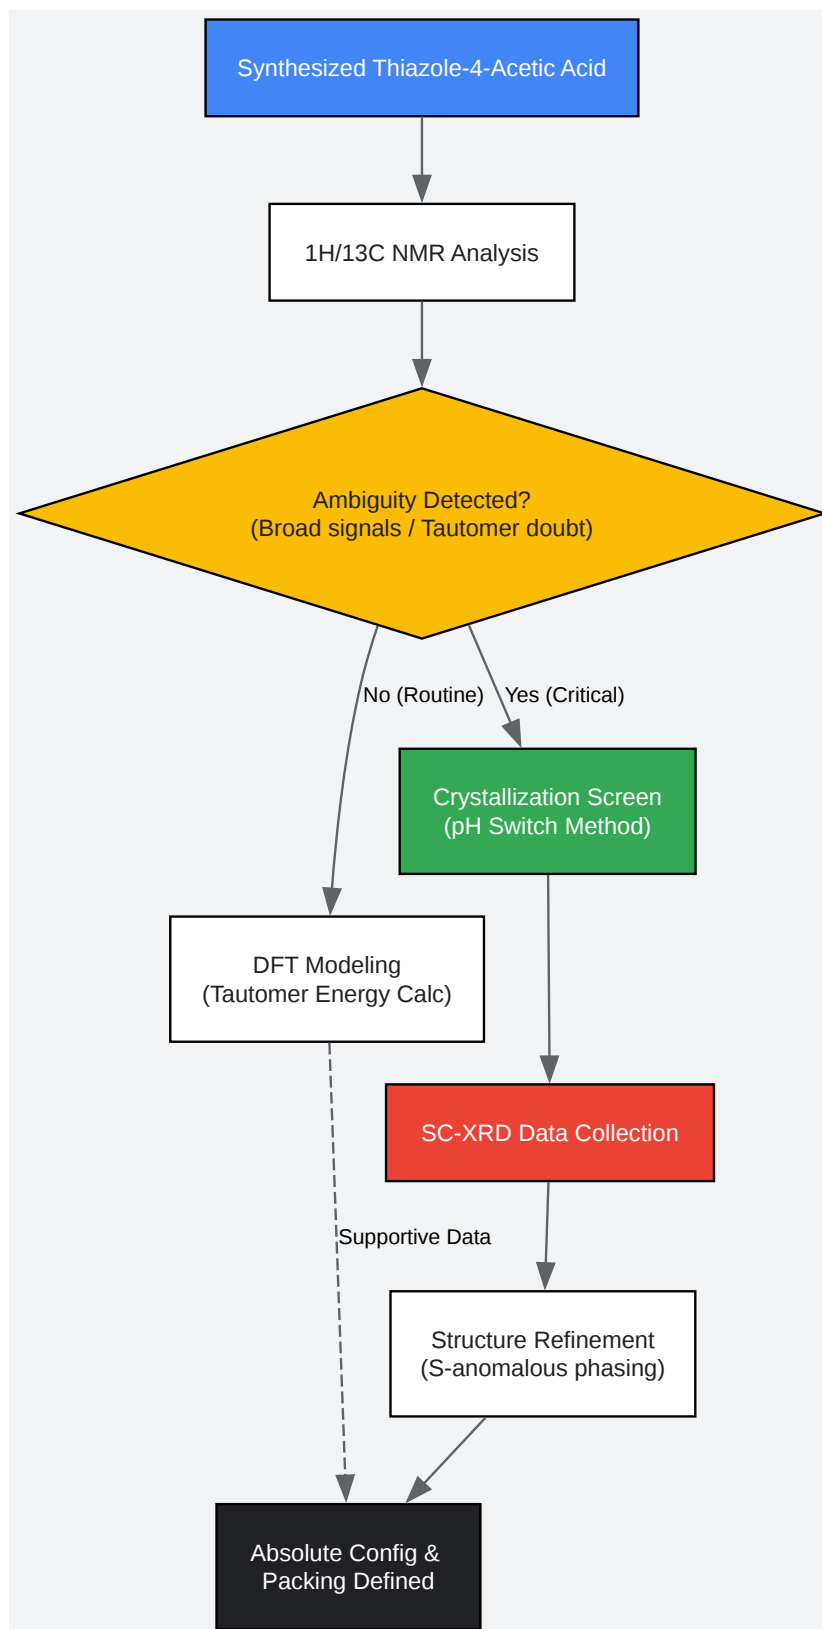 Synthesized Thiazole-4-Acetic Acid
1H/13C NMR Analysis
Ambiguity Detected?
(Broad signals / Tautomer doubt)
No (Routine)
Yes (Critical)
Crystallization Screen
(pH Switch Method)
DFT Modeling
(Tautomer Energy Calc)
SC-XRD Data Collection
Supportive Data
Structure Refinement
(S-anomalous phasing)
Absolute Config &
Packing Defined